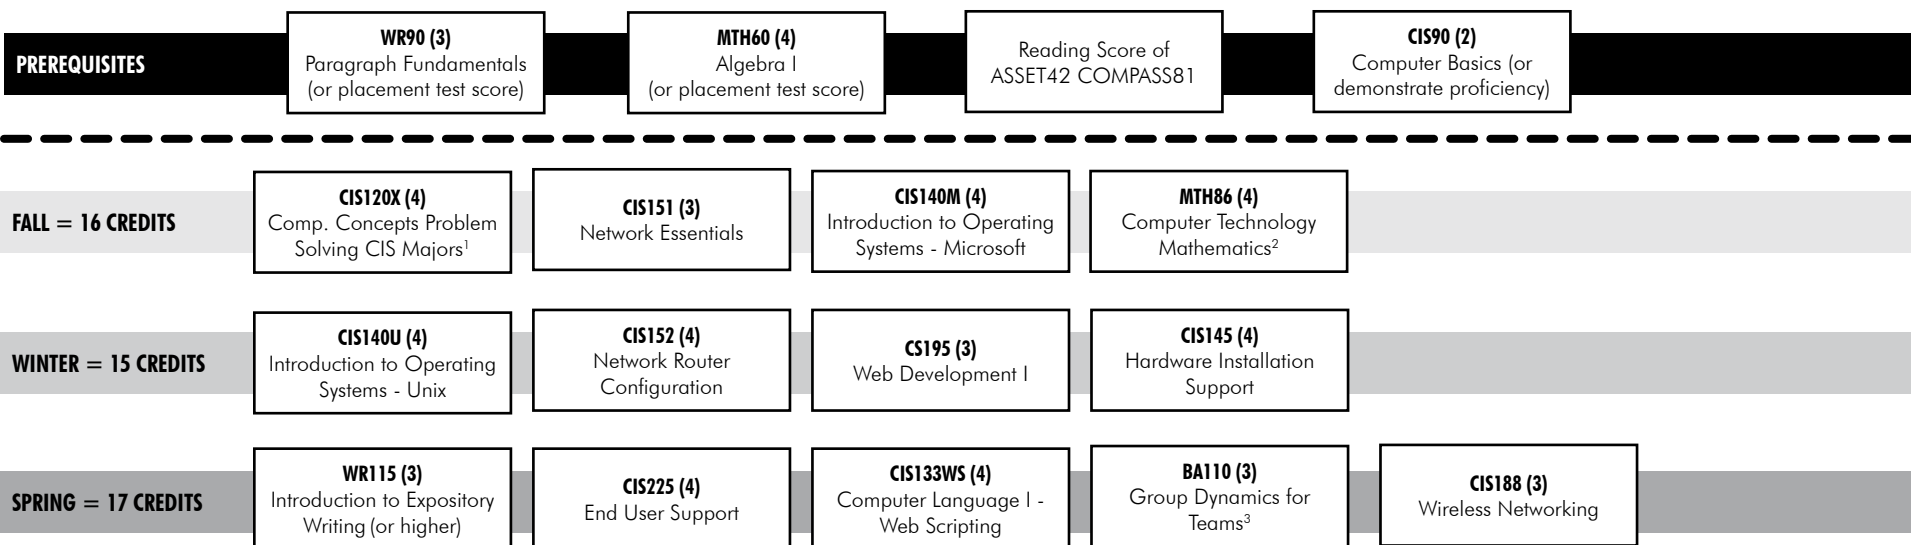 PREREQUISITES
WR90 (3)
Paragraph Fundamentals
(or placement test score)
MTH60 (4)
Algebra I
(or placement test score)
Reading Score of
ASSET42 COMPASS81
CIS90 (2)
Computer Basics (or
demonstrate proficiency)
FALL = 16 CREDITS
CIS120X (4)
Comp. Concepts Problem
Solving CIS Majors¹
CIS151 (3)
Network Essentials
CIS140M (4)
Introduction to Operating
Systems - Microsoft
MTH86 (4)
Computer Technology
Mathematics²
WINTER = 15 CREDITS
CIS140U (4)
Introduction to Operating
Systems - Unix
CIS152 (4)
Network Router
Configuration
CS195 (3)
Web Development I
CIS145 (4)
Hardware Installation
Support
SPRING = 17 CREDITS
WR115 (3)
Introduction to Expository
Writing (or higher)
CIS225 (4)
End User Support
CIS133WS (4)
Computer Language I -
Web Scripting
BA110 (3)
Group Dynamics for
Teams³
CIS188 (3)
Wireless Networking